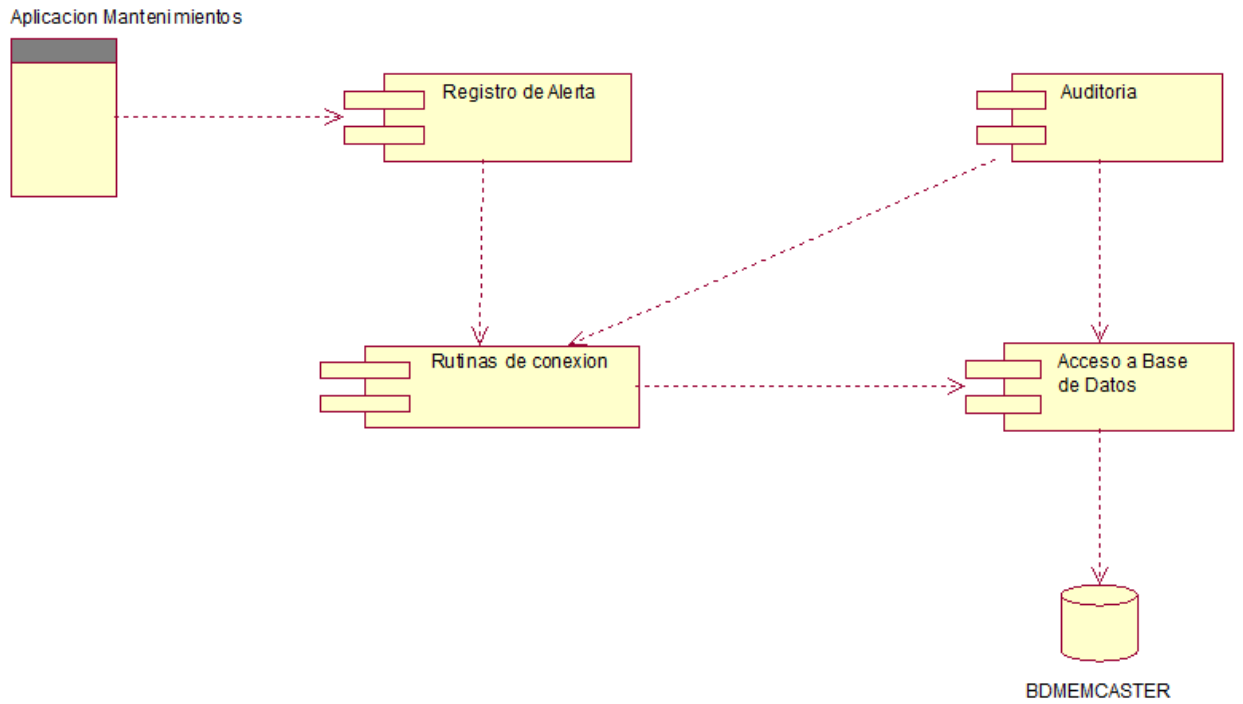 Aplicacion Mantenimientos
Registro de Alerta
Auditoria
Rutinas de conexion
Acceso a Base
de Datos
BDMEMCASTER